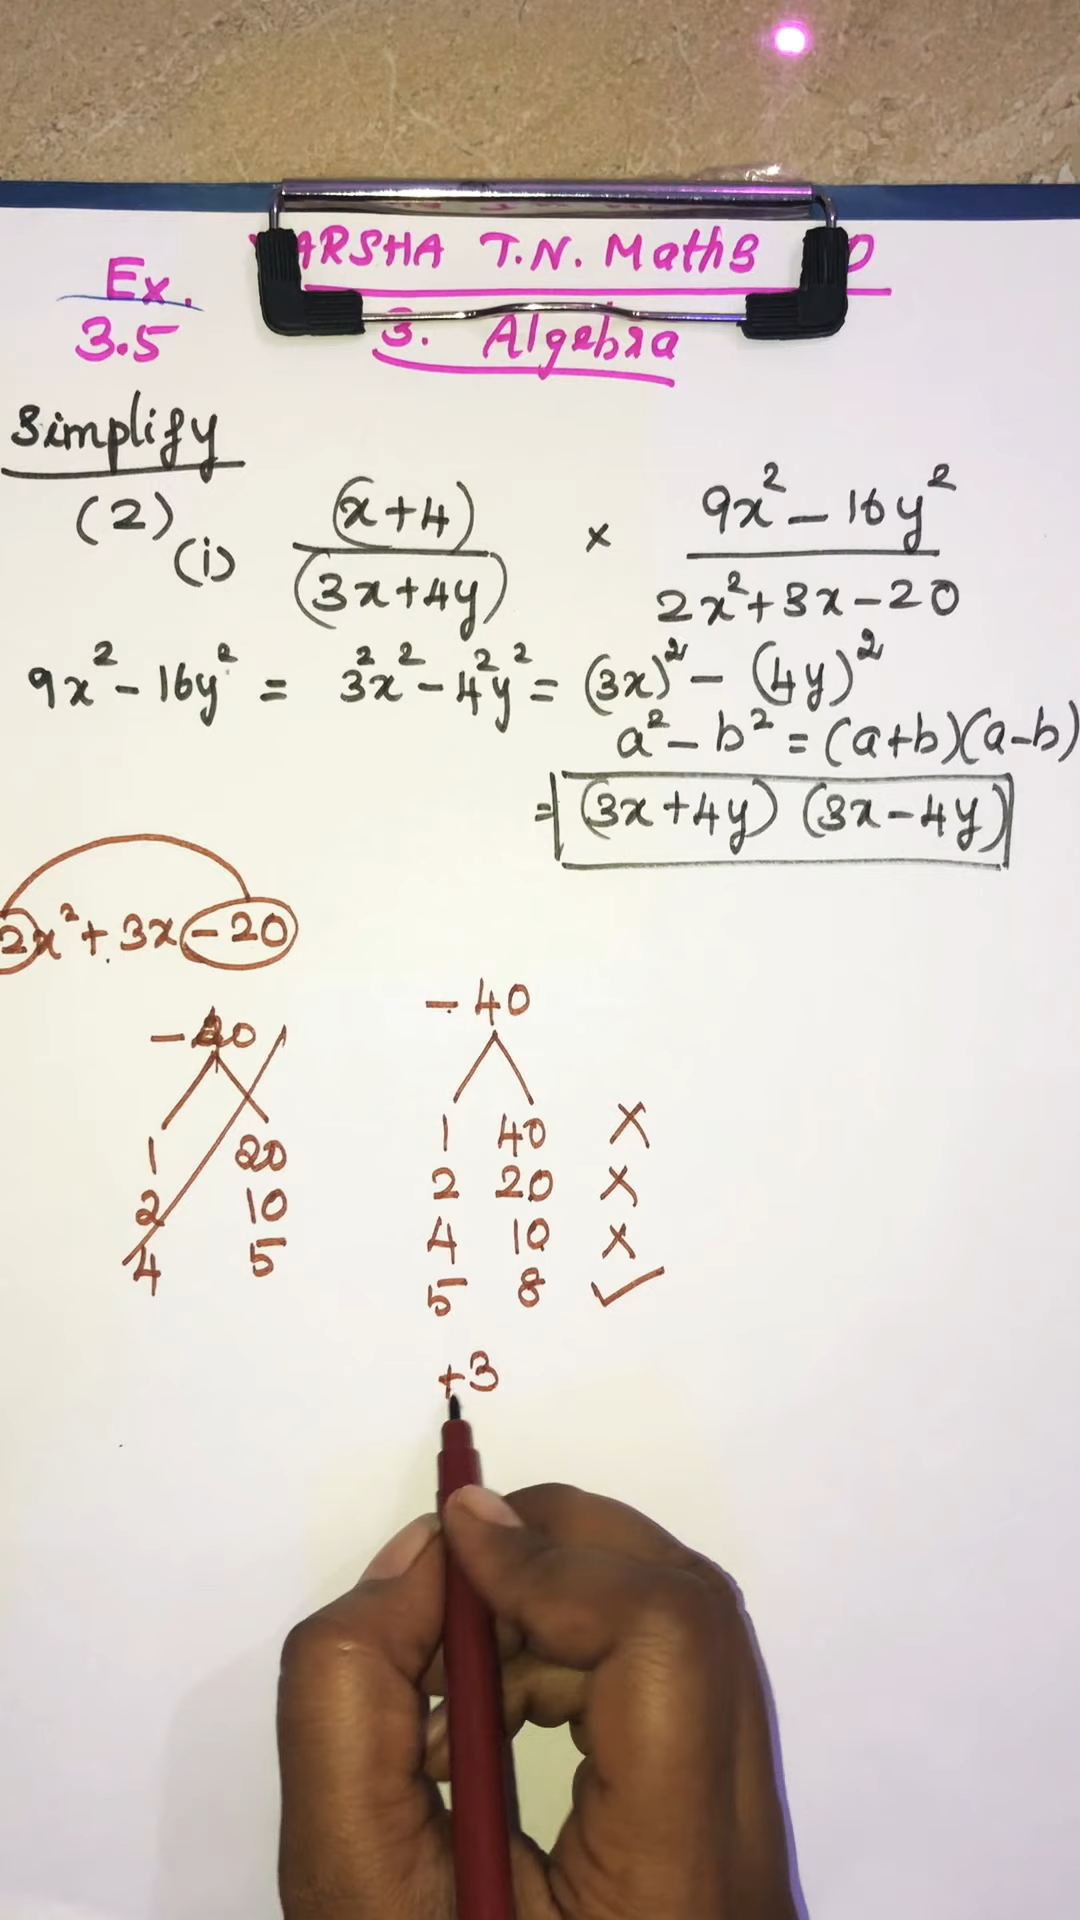 ARSHA T.N. Maths
Ex.
3.5
3. Algebra
Simplify
(2) (i) (x+4)/(3x+4y) × 9x² - 16y²/2x²+3x-20
9x² - 16y² = 3²x² - 4²y² = (3x)² - (4y)²
a² - b² = (a+b)(a-b)
= (3x+4y) (3x-4y)
2x² + 3x - 20
-20
1 20
2 10
4 5
-40
1 40 ×
2 20 ×
4 10 ×
5 8 ✓
+3